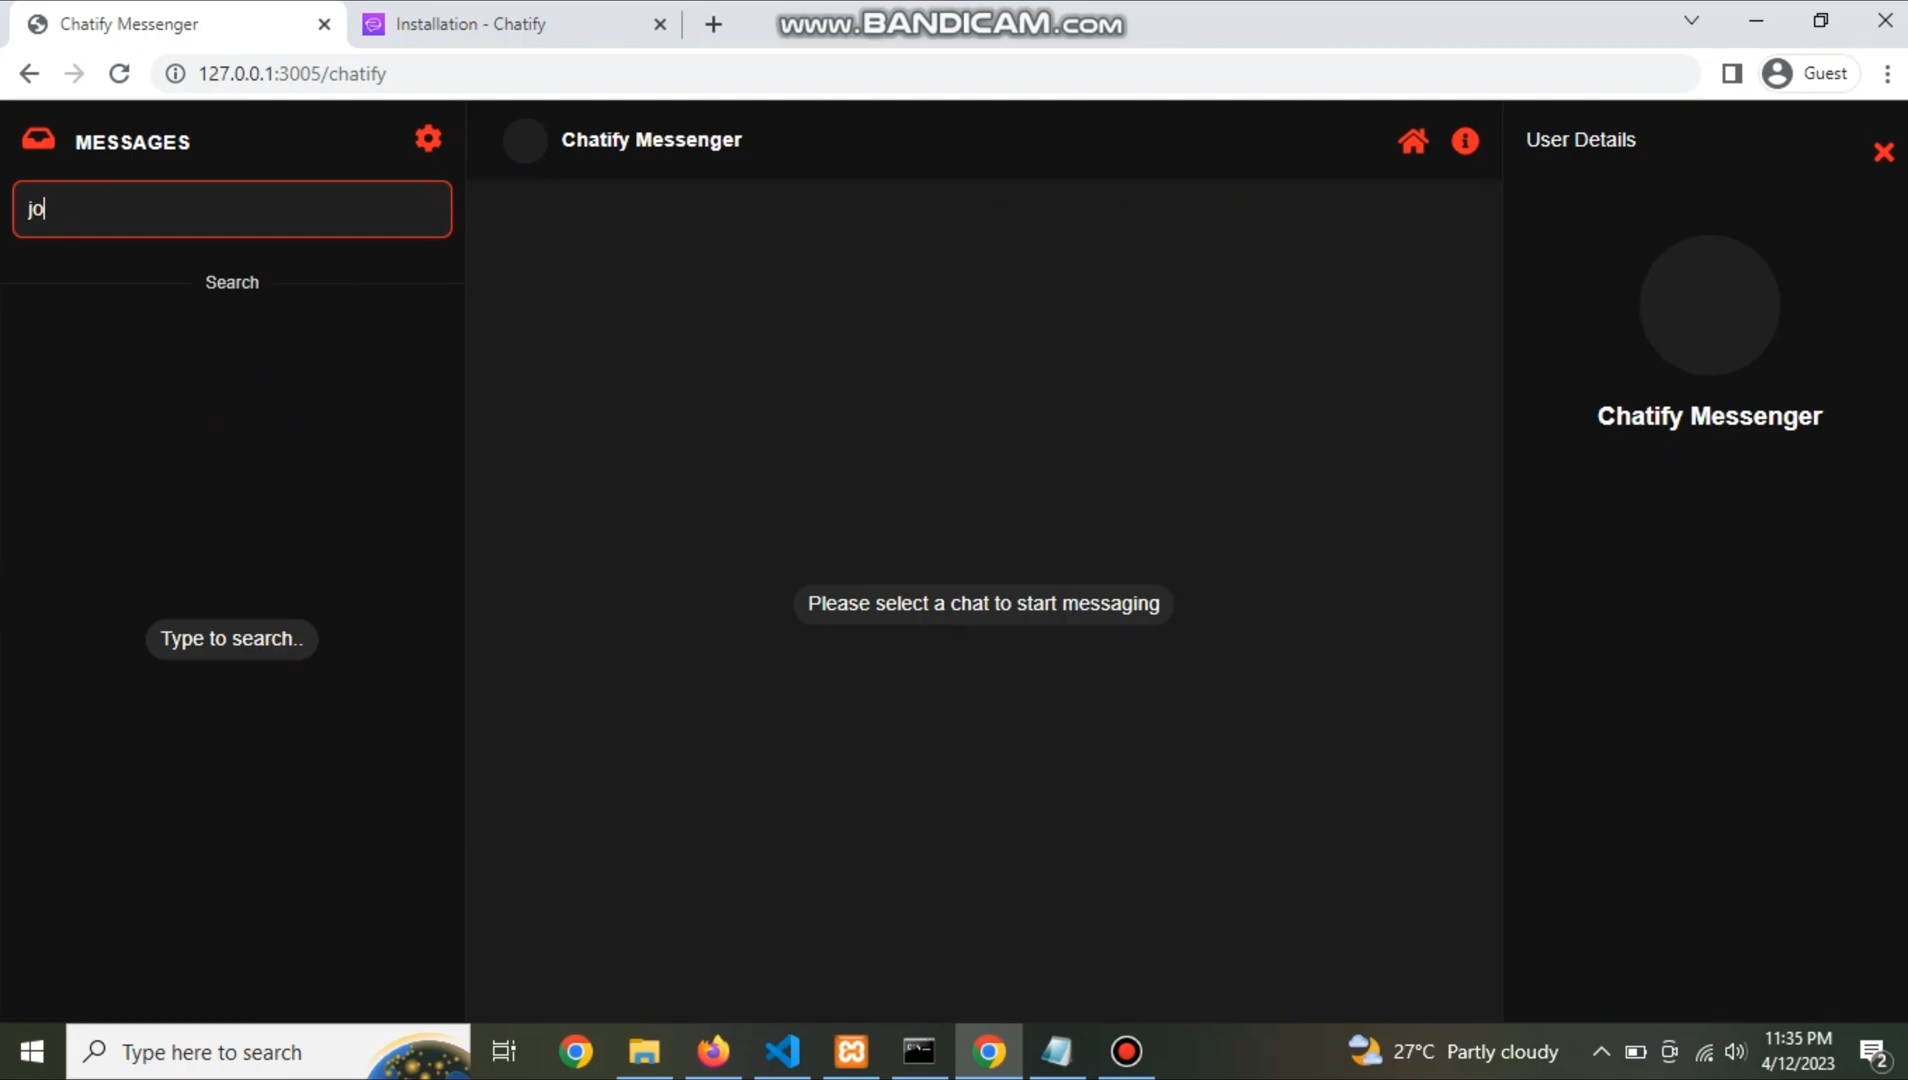 Chatify Messenger
Installation - Chatify
www.BANDICAM.com
127.0.0.1:3005/chatify
Guest
MESSAGES
Chatify Messenger
User Details
jo
Search
Chatify Messenger
Please select a chat to start messaging
Type to search..
Type here to search
27°C Partly cloudy
11:35 PM
4/12/2023
2